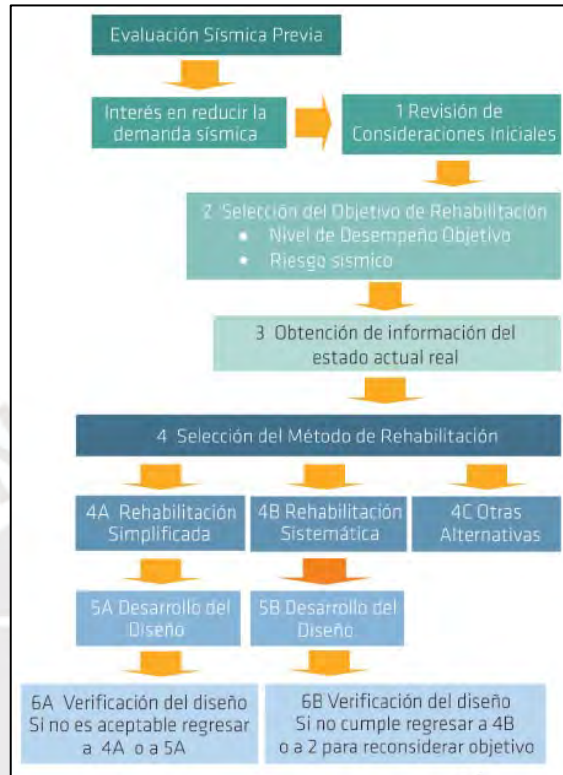 Evaluación Sísmica Previa
Interés en reducir la
demanda sísmica
1 Revisión de
Consideraciones Iniciales
2 Selección del Objetivo de Rehabilitación
• Nivel de Desempeño Objetivo
• Riesgo sísmico
3 Obtención de información del
estado actual real
4 Selección del Método de Rehabilitación
4A Rehabilitación
Simplificada
4B Rehabilitación
Sistemática
4C Otras
Alternativas
5A Desarrollo del
Diseño
5B Desarrollo del
Diseño
6A Verificación del diseño
Si no es aceptable regresar
a 4A o a 5A
6B Verificación del diseño
Si no cumple regresar a 4B
o a 2 para reconsiderar objetivo